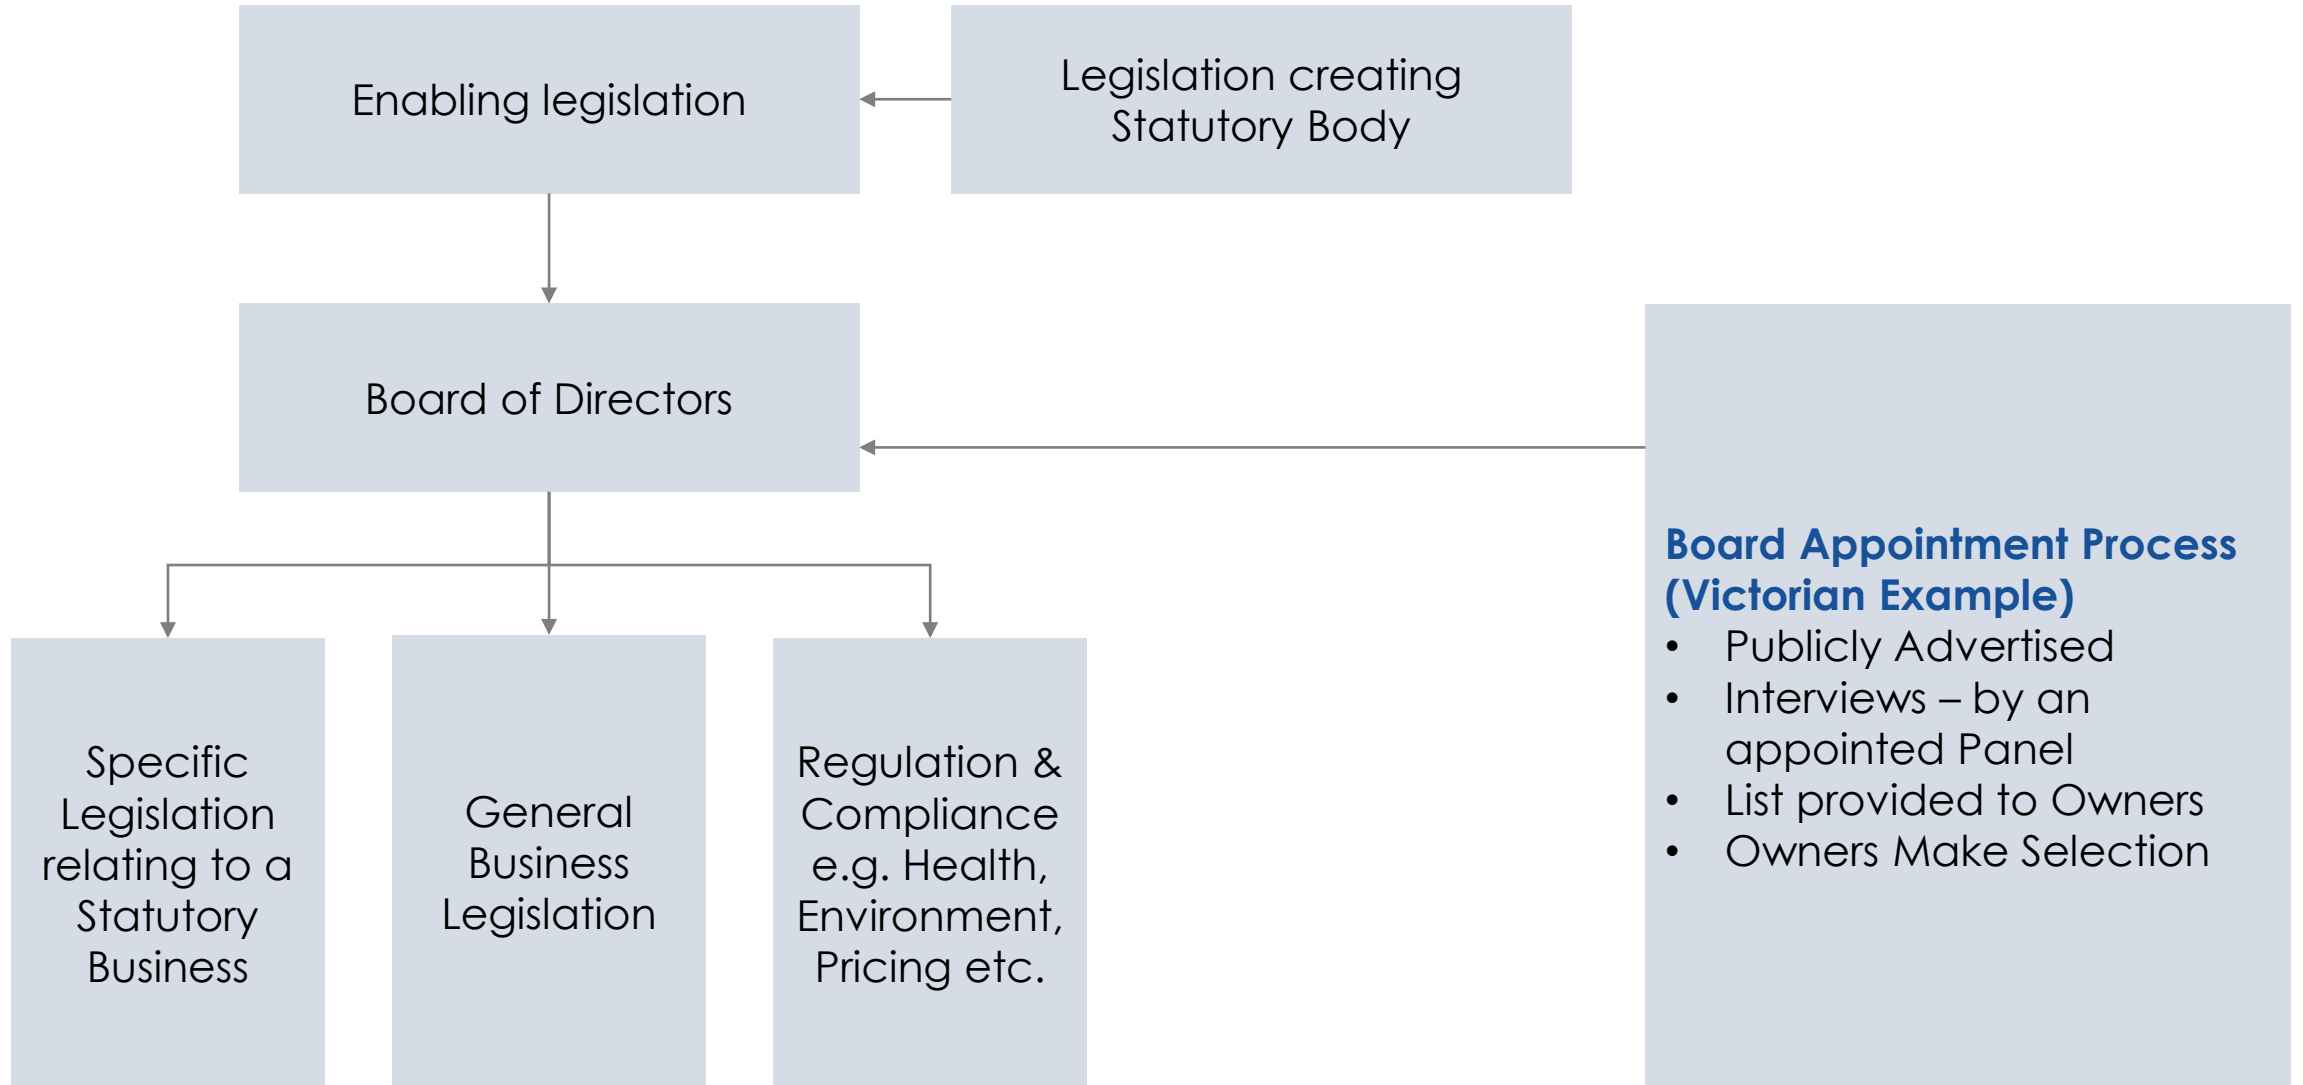 Enabling legislation
Legislation creating
Statutory Body
Board of Directors
Specific
Legislation
relating to a
Statutory
Business
General
Business
Legislation
Regulation &
Compliance
e.g. Health,
Environment,
Pricing etc.
Board Appointment Process
(Victorian Example)
• Publicly Advertised
• Interviews – by an
appointed Panel
• List provided to Owners
• Owners Make Selection